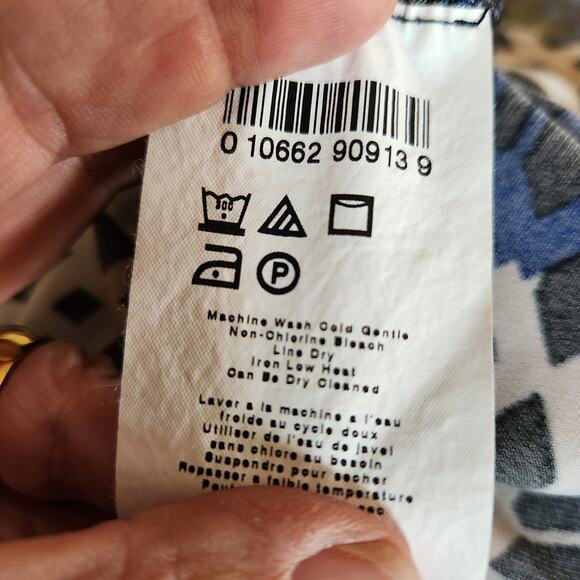 0 10662 90913 9
30C
P
Machine Wash Cold Gentle
Non-Chlorine Bleach
Line Dry
Iron Low Heat
Can Be Dry Cleaned
Laver a la machine a l'eau
froide au cycle doux
Utiliser de l'eau de javel
sans chlore au besoin
Suspendre pour secher
Repasser a faible temperature
sec